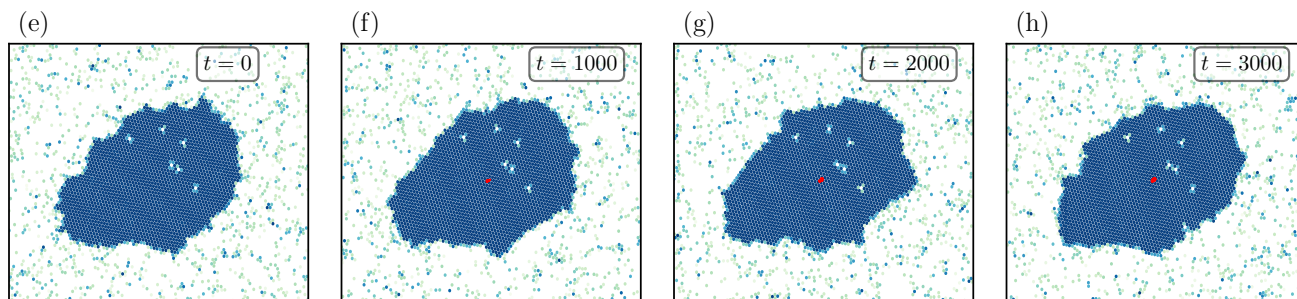 (e)
t = 0
(f)
t = 1000
(g)
t = 2000
(h)
t = 3000